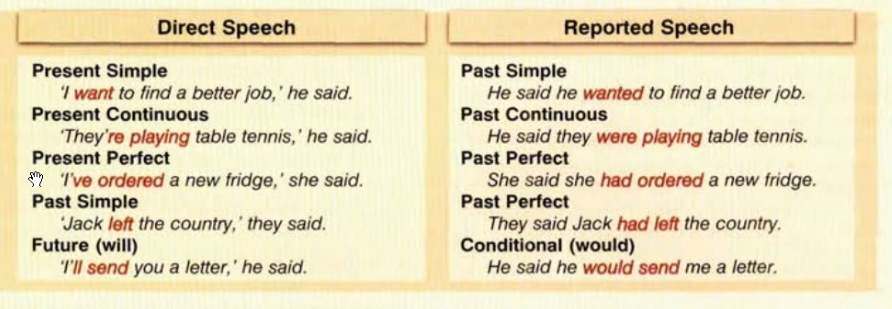 Direct Speech
Present Simple
'I want to find a better job,' he said.
Present Continuous
'They're playing table tennis,' he said.
Present Perfect
'I've ordered a new fridge,' she said.
Past Simple
'Jack left the country,' they said.
Future (will)
'I'll send you a letter,' he said.
Reported Speech
Past Simple
He said he wanted to find a better job.
Past Continuous
He said they were playing table tennis.
Past Perfect
She said she had ordered a new fridge.
Past Perfect
They said Jack had left the country.
Conditional (would)
He said he would send me a letter.